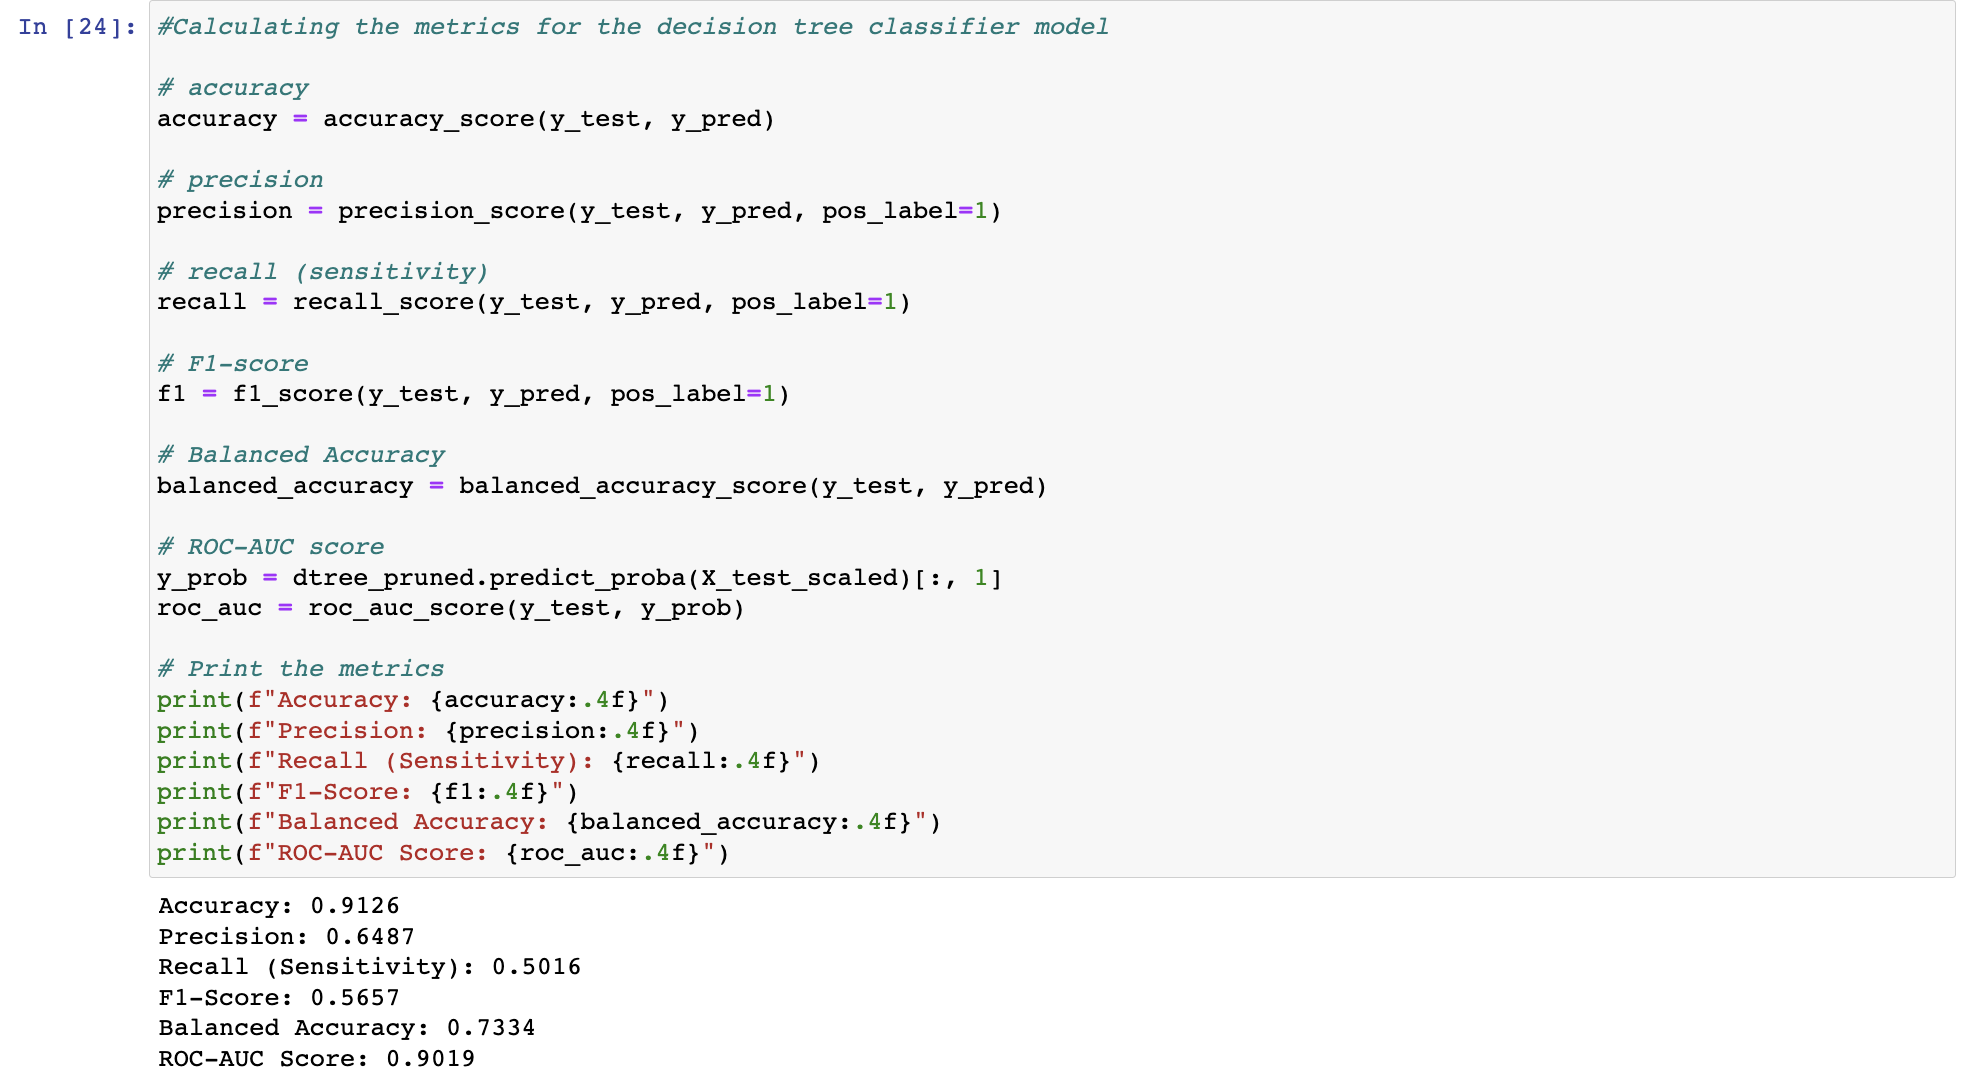 In [24]: #Calculating the metrics for the decision tree classifier model
# accuracy
accuracy = accuracy_score(y_test, y_pred)
# precision
precision = precision_score(y_test, y_pred, pos_label=1)
# recall (sensitivity)
recall = recall_score(y_test, y_pred, pos_label=1)
# F1-score
f1 = f1_score(y_test, y_pred, pos_label=1)
# Balanced Accuracy
balanced_accuracy = balanced_accuracy_score(y_test, y_pred)
# ROC-AUC score
y_prob = dtree_pruned.predict_proba(X_test_scaled)[:, 1]
roc_auc = roc_auc_score(y_test, y_prob)
# Print the metrics
print(f"Accuracy: {accuracy:.4f}")
print(f"Precision: {precision:.4f}")
print(f"Recall (Sensitivity): {recall:.4f}")
print(f"F1-Score: {f1:.4f}")
print(f"Balanced Accuracy: {balanced_accuracy:.4f}")
print(f"ROC-AUC Score: {roc_auc:.4f}")
Accuracy: 0.9126
Precision: 0.6487
Recall (Sensitivity): 0.5016
F1-Score: 0.5657
Balanced Accuracy: 0.7334
ROC-AUC Score: 0.9019